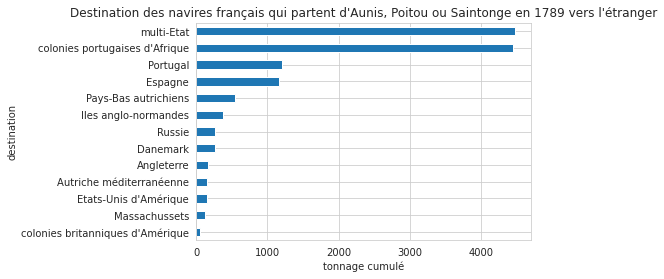 Destination des navires français qui partent d'Aunis, Poitou ou Saintonge en 1789 vers l'étranger
multi-Etat
colonies portugaises d'Afrique
Portugal
Espagne
Pays-Bas autrichiens
Iles anglo-normandes
Russie
Danemark
Angleterre
Autriche méditerranéenne
Etats-Unis d'Amérique
Massachussets
colonies britanniques d'Amérique
destination
0 1000 2000 3000 4000
tonnage cumulé